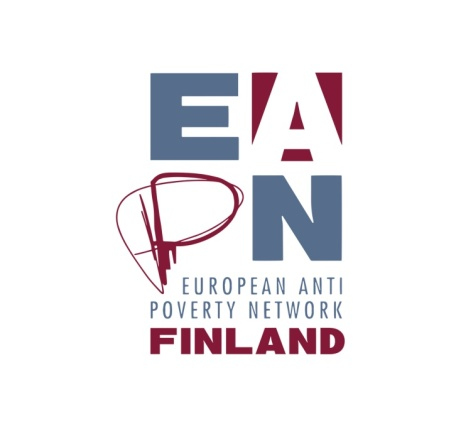 EA
PN
EUROPEAN ANTI
POVERTY NETWORK
FINLAND